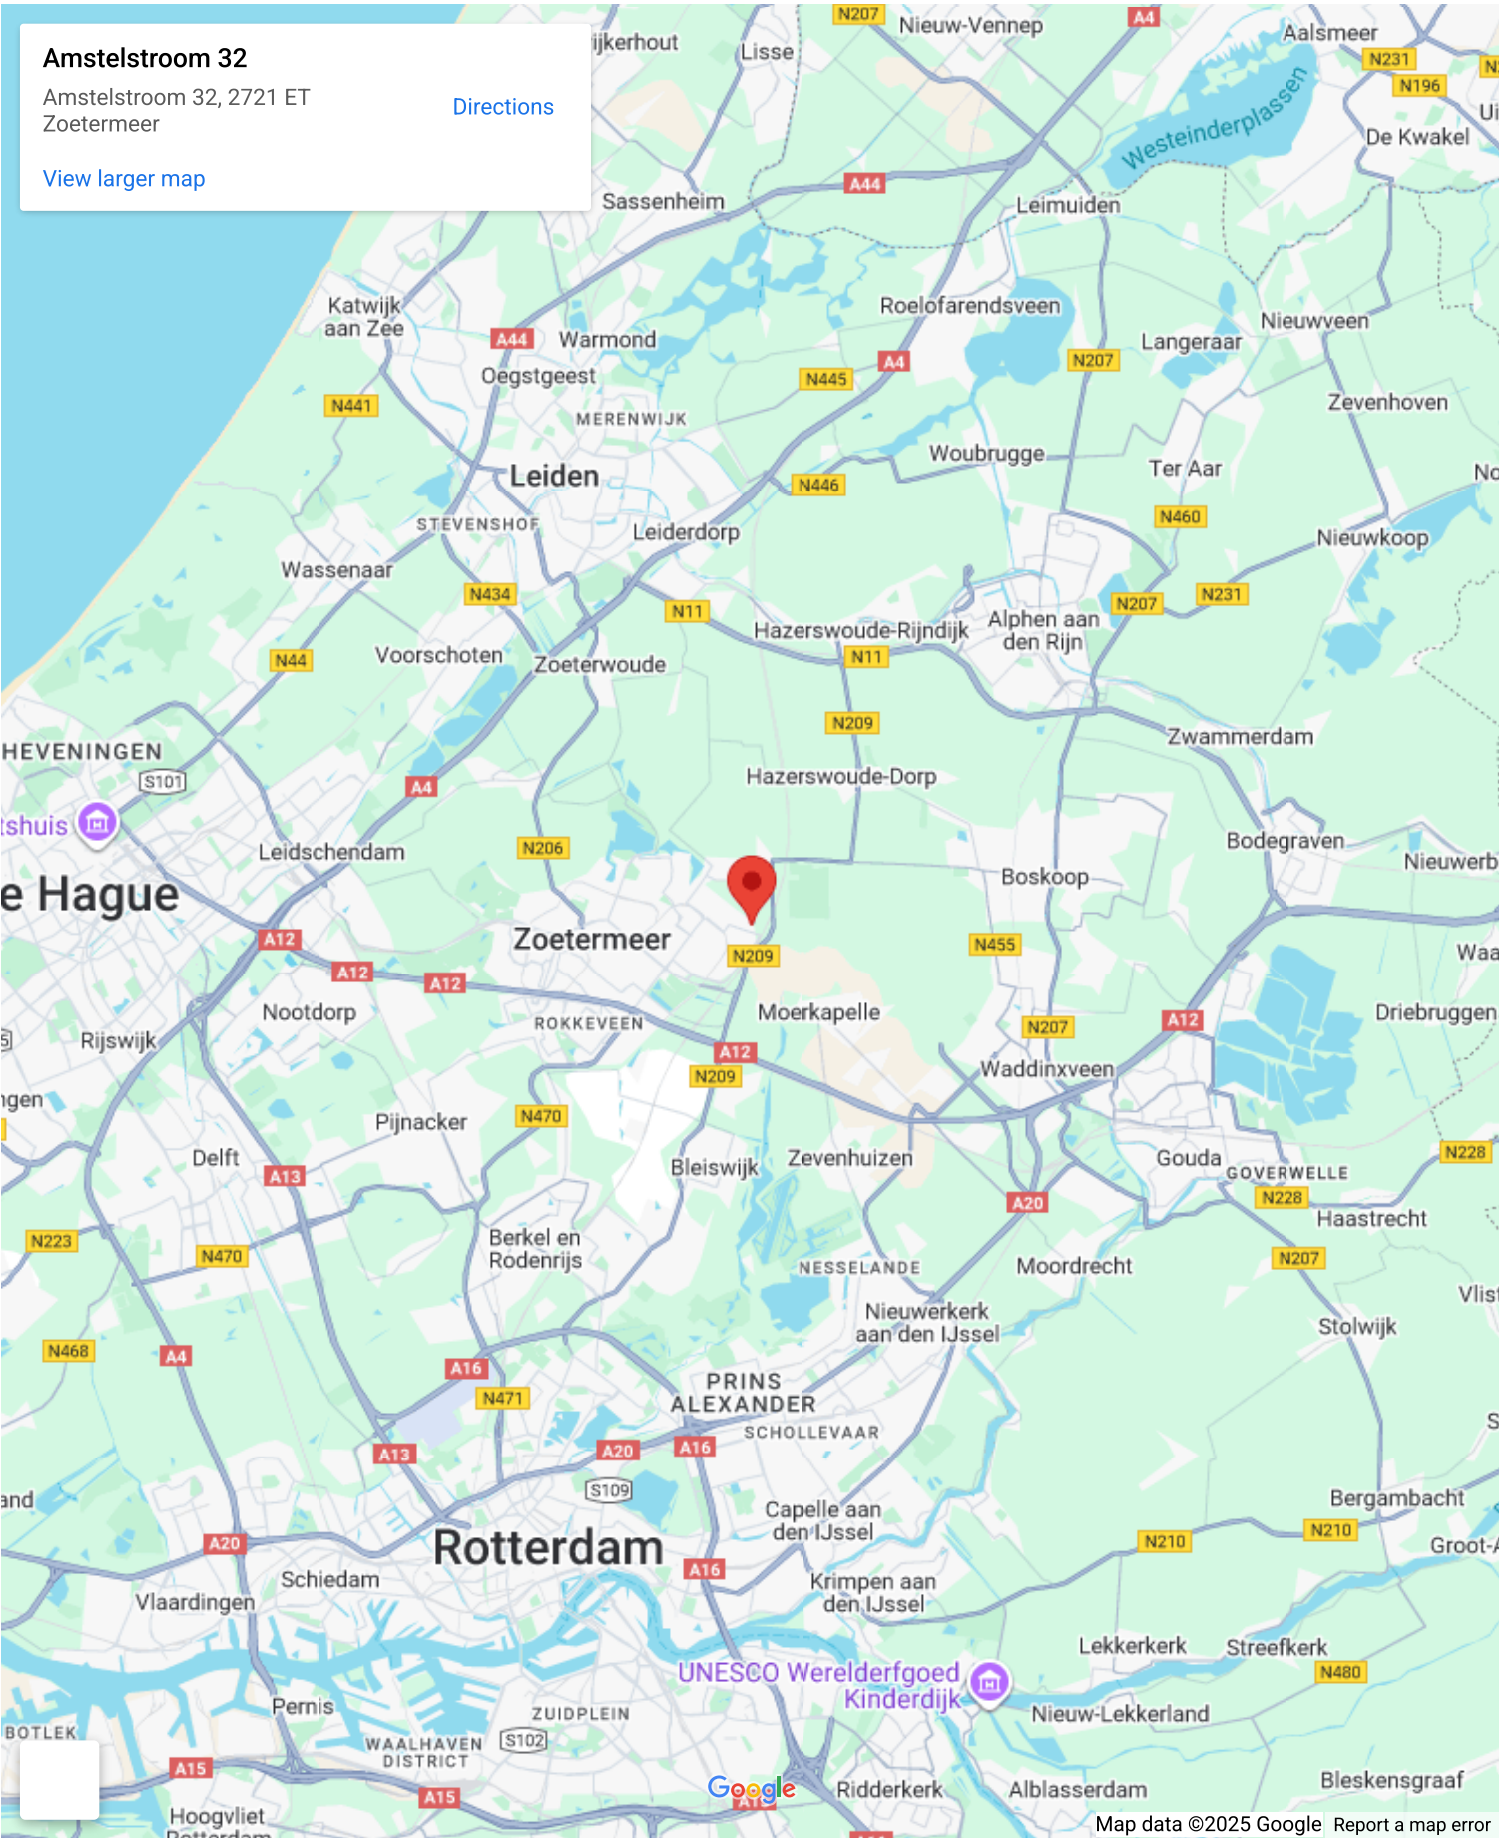 Amstelstroom 32
Amstelstroom 32, 2721 ET
Zoetermeer
Directions
View larger map
N207
Nieuw-Vennep
A4
Aalsmeer
ijkerhout
Lisse
N231
N196
De Kwakel
Westeinderplassen
A44
Sassenheim
Leimuiden
Katwijk
aan Zee
Roelofarendsveen
Nieuwveen
A44
Warmond
Langeraar
A4
N207
Oegstgeest
N445
N441
Zevenhoven
MERENWIJK
Woubrugge
Ter Aar
Leiden
N446
No
STEVENSHOF
Leiderdorp
N460
Nieuwkoop
Wassenaar
N434
N11
N207
N231
Hazerswoude-Rijndijk
Alphen aan
den Rijn
N44
Voorschoten
Zoeterwoude
N11
N209
Zwammerdam
HEVENINGEN
S101
Hazerswoude-Dorp
A4
tshuis
Leidschendam
N206
Bodegraven
Nieuwerb
e Hague
Boskoop
A12
Zoetermeer
N209
N455
Waa
A12
A12
Nootdorp
ROKKEVEEN
Moerkapelle
N207
A12
Driebruggen
Rijswijk
A12
N209
Waddinxveen
ngen
Pijnacker
N470
Delft
A13
Bleiswijk
Zevenhuizen
Gouda
GOVERWELLE
N228
N228
A20
Haastrecht
N223
N470
Berkel en
Rodenrijs
NESSELANDE
Moordrecht
N207
Vlist
Nieuwerkerk
aan den IJssel
Stolwijk
N468
A4
A16
N471
PRINS
ALEXANDER
SCHOLLEVAAR
A13
A20
A16
S109
and
Capelle aan
den IJssel
Bergambacht
N210
N210
Groot-A
A20
Rotterdam
A16
Schiedam
Vlaardingen
Krimpen aan
den IJssel
Lekkerkerk
Streefkerk
N480
UNESCO Werelderfgoed
Kinderdijk
Pernis
ZUIDPLEIN
Nieuw-Lekkerland
BOTLEK
WAALHAVEN
DISTRICT
S102
A15
A15
Google
Ridderkerk
Alblasserdam
Bleskensgraaf
Hoogvliet
Rotterdam
Map data ©2025 Google
Report a map error